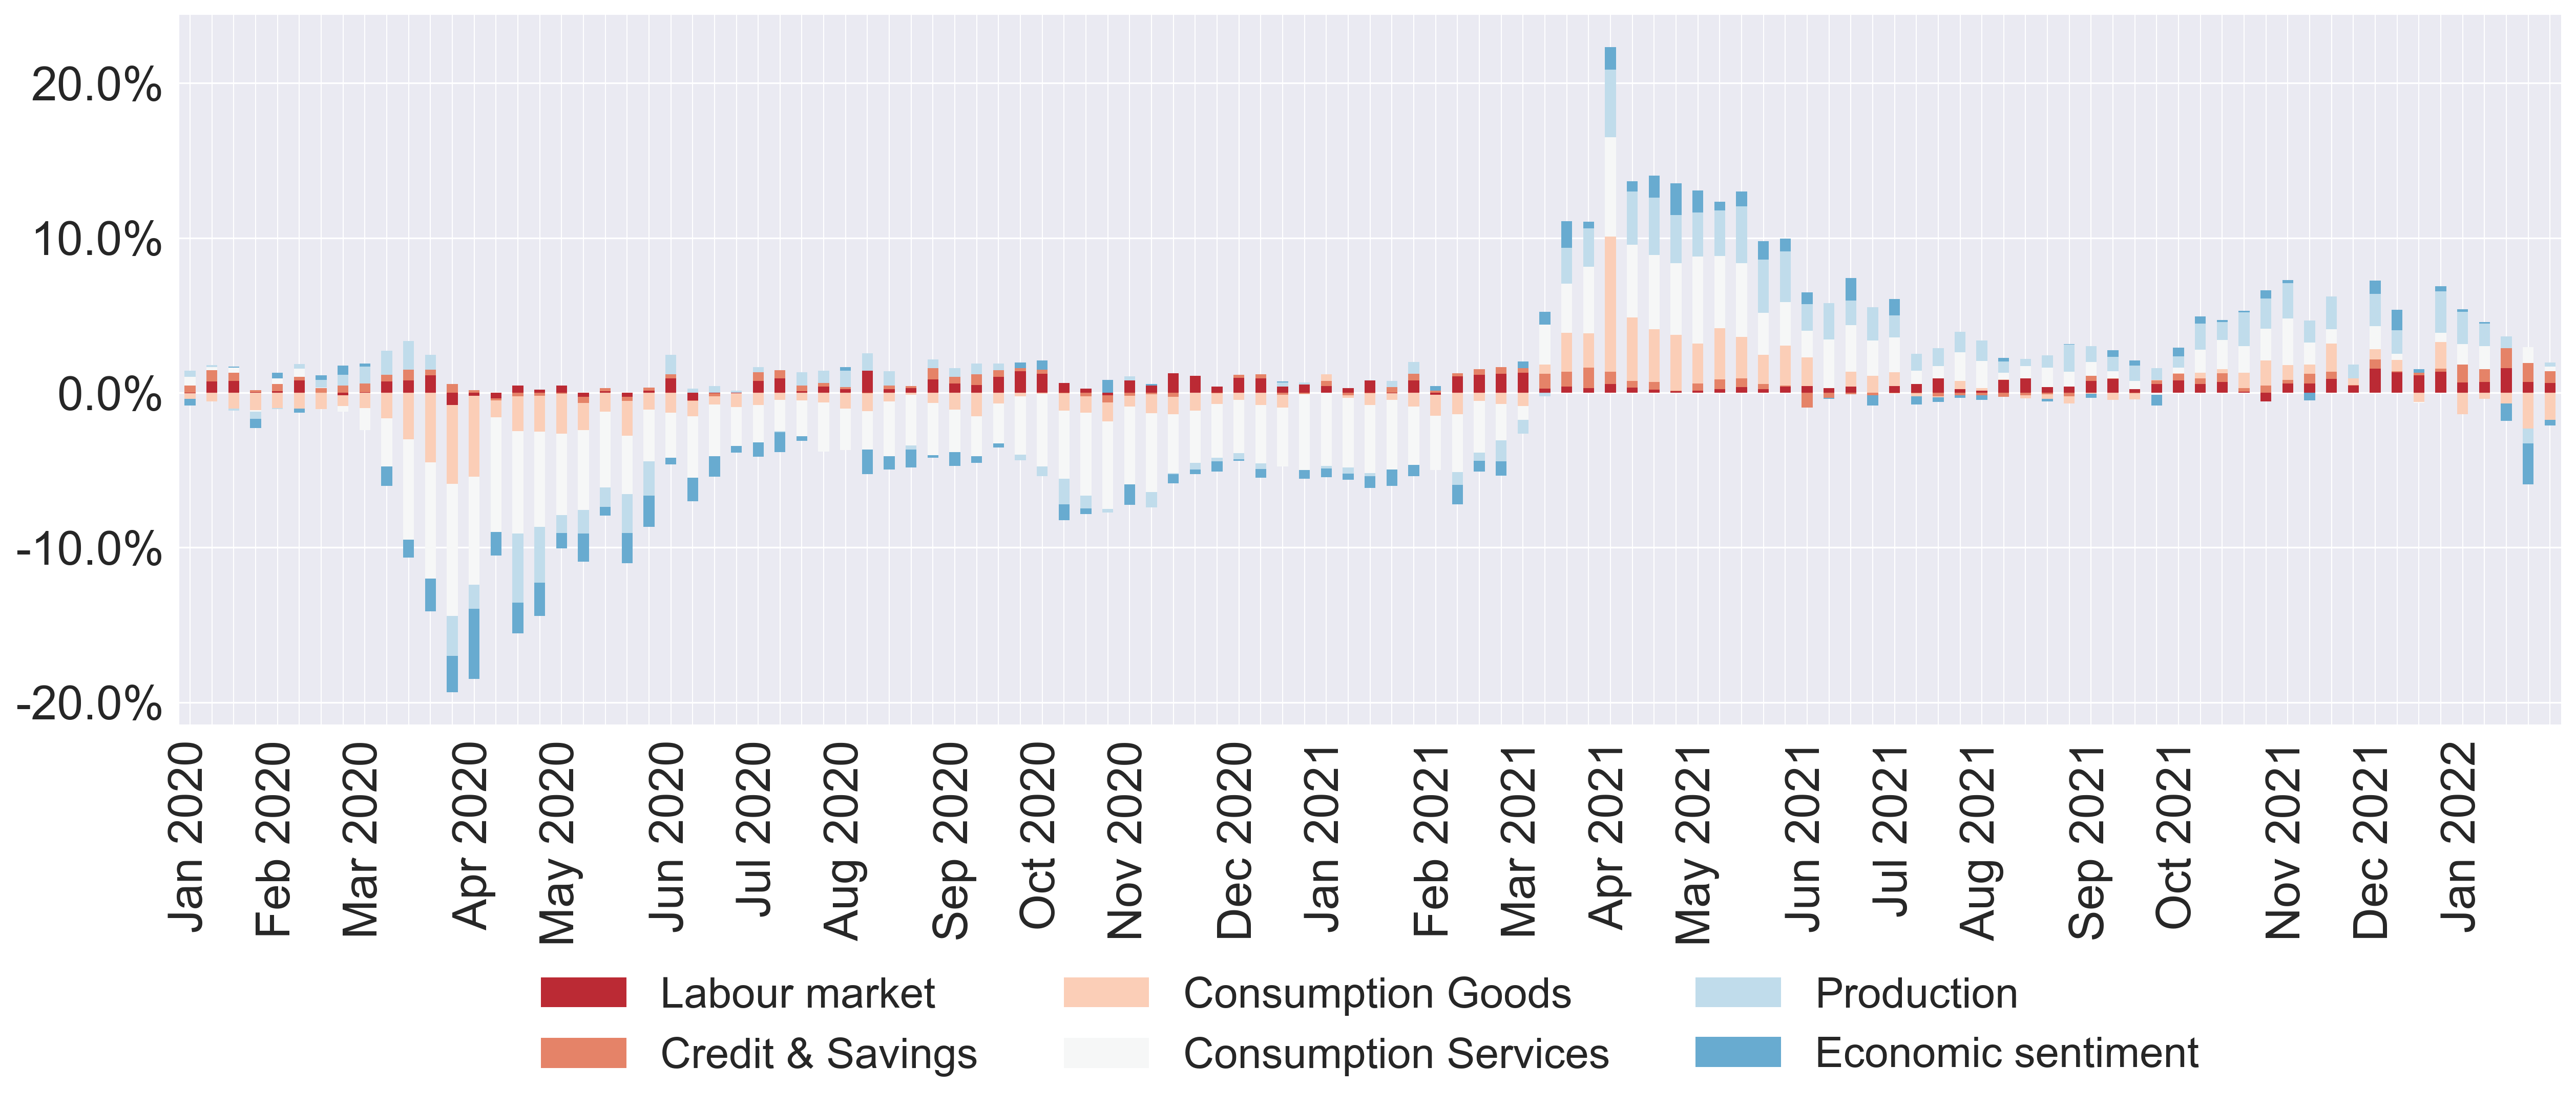 20.0%
10.0%
0.0%
-10.0%
-20.0%
Jan 2020
Feb 2020
Mar 2020
Apr 2020
May 2020
Jun 2020
Jul 2020
Aug 2020
Sep 2020
Oct 2020
Nov 2020
Dec 2020
Jan 2021
Feb 2021
Mar 2021
Apr 2021
May 2021
Jun 2021
Jul 2021
Aug 2021
Sep 2021
Oct 2021
Nov 2021
Dec 2021
Jan 2022
Labour market
Consumption Goods
Production
Credit & Savings
Consumption Services
Economic sentiment